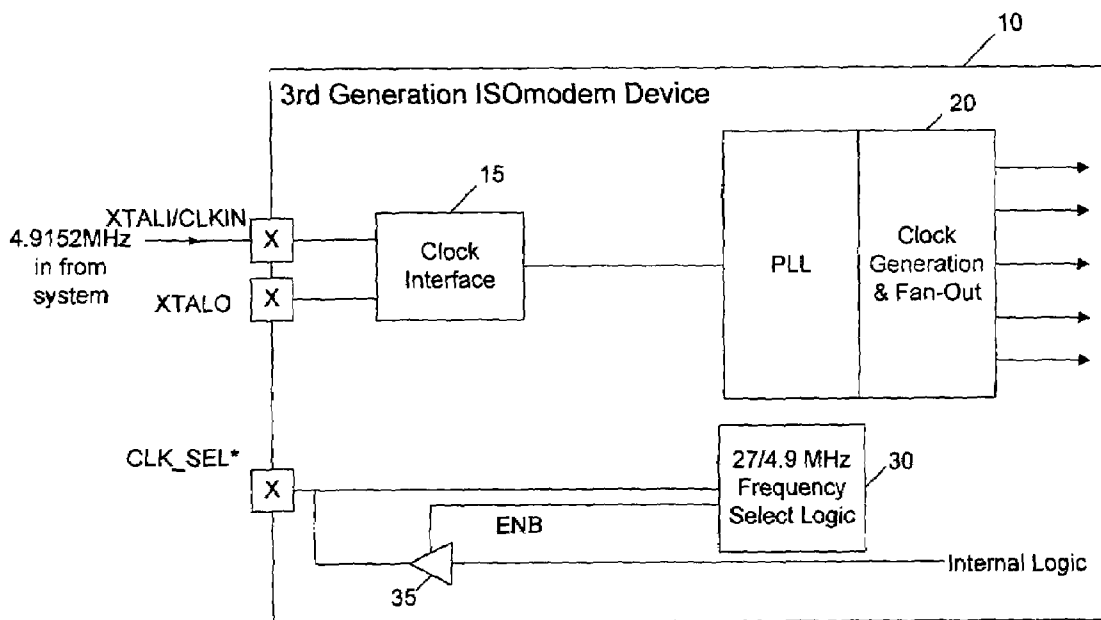 10
3rd Generation ISOmodem Device
20
15
XTALI/CLKIN
4.9152MHz
in from
system
X
Clock
Interface
PLL
Clock
Generation
& Fan-Out
XTALO
X
CLK_SEL*
X
27/4.9 MHz
Frequency
Select Logic
30
ENB
35
Internal Logic